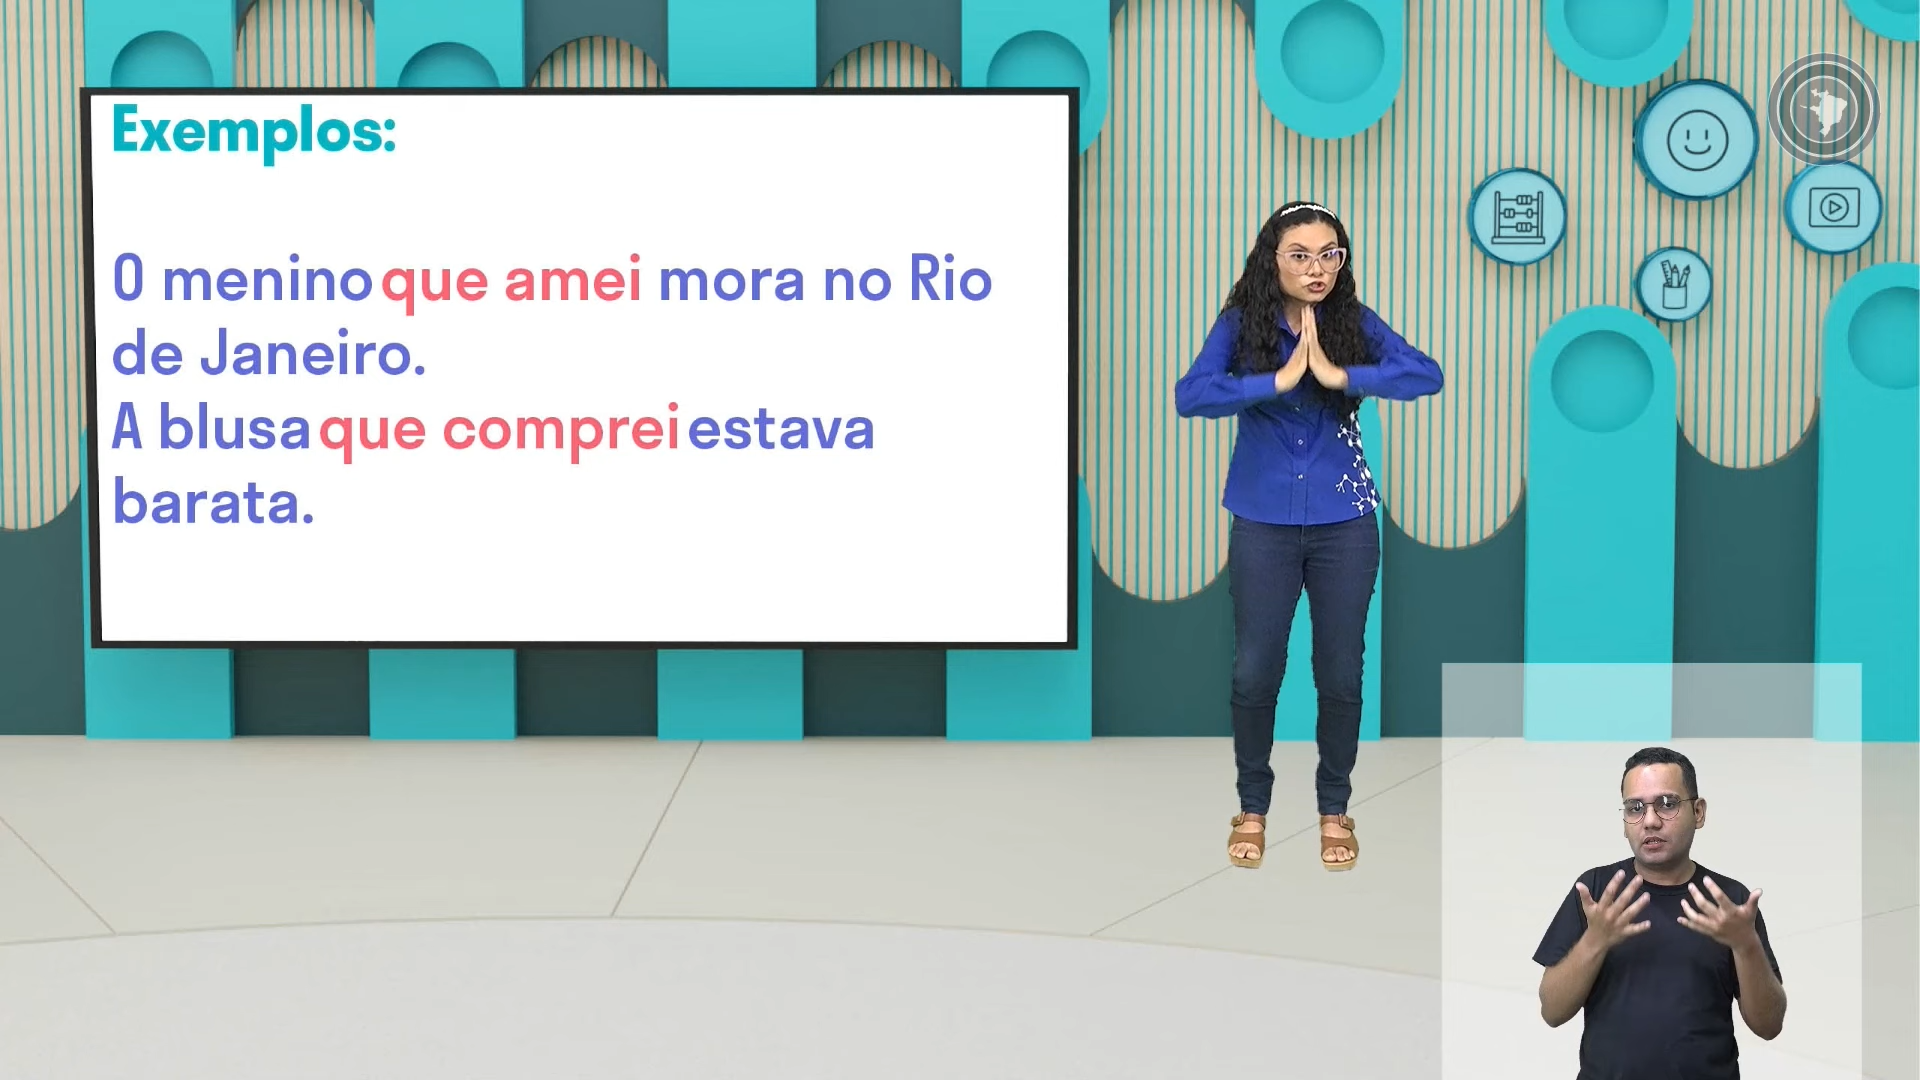 Exemplos:
O menino que amei mora no Rio
de Janeiro.
A blusa que comprei estava
barata.